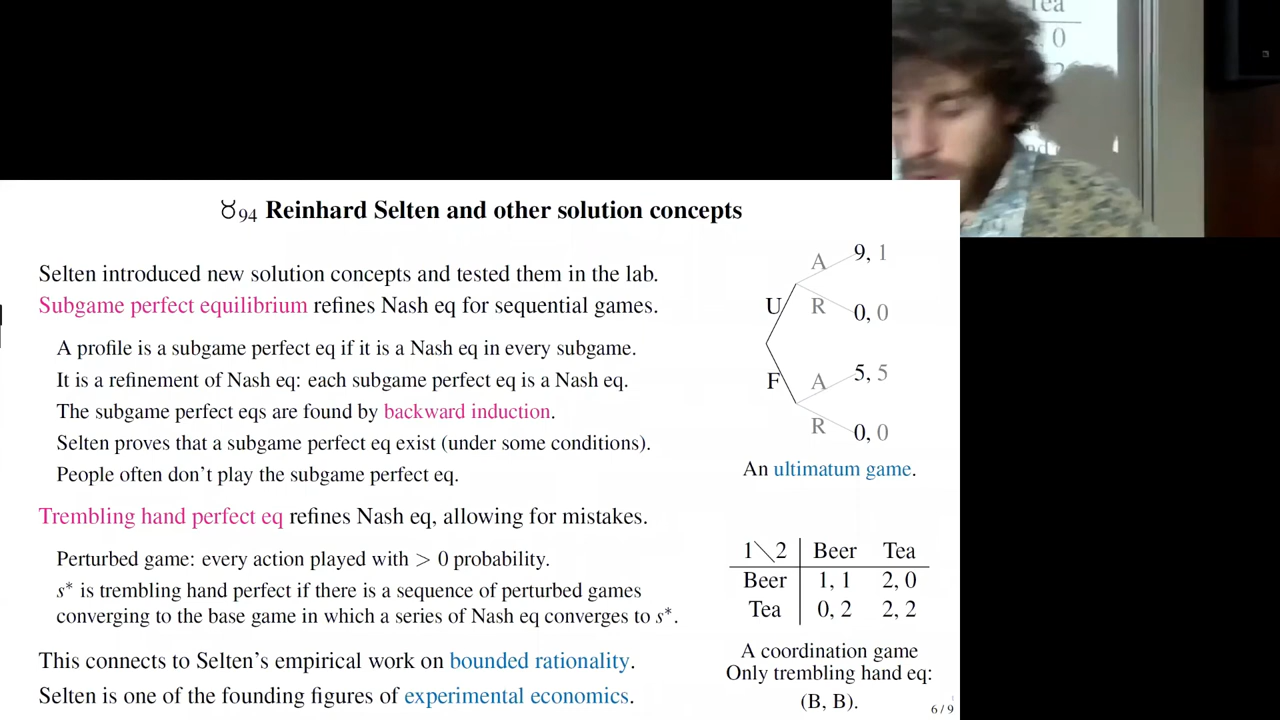 ea
0
♉94 Reinhard Selten and other solution concepts
Selten introduced new solution concepts and tested them in the lab.
Subgame perfect equilibrium refines Nash eq for sequential games.
A profile is a subgame perfect eq if it is a Nash eq in every subgame.
It is a refinement of Nash eq: each subgame perfect eq is a Nash eq.
The subgame perfect eqs are found by backward induction.
Selten proves that a subgame perfect eq exist (under some conditions).
People often don't play the subgame perfect eq.
Trembling hand perfect eq refines Nash eq, allowing for mistakes.
Perturbed game: every action played with > 0 probability.
s* is trembling hand perfect if there is a sequence of perturbed games
converging to the base game in which a series of Nash eq converges to s*.
This connects to Selten's empirical work on bounded rationality.
Selten is one of the founding figures of experimental economics.
A 9, 1
U R 0, 0
F A 5, 5
R 0, 0
An ultimatum game.
1\2 Beer Tea
Beer 1, 1 2, 0
Tea 0, 2 2, 2
A coordination game
Only trembling hand eq:
(B, B).
6 / 9